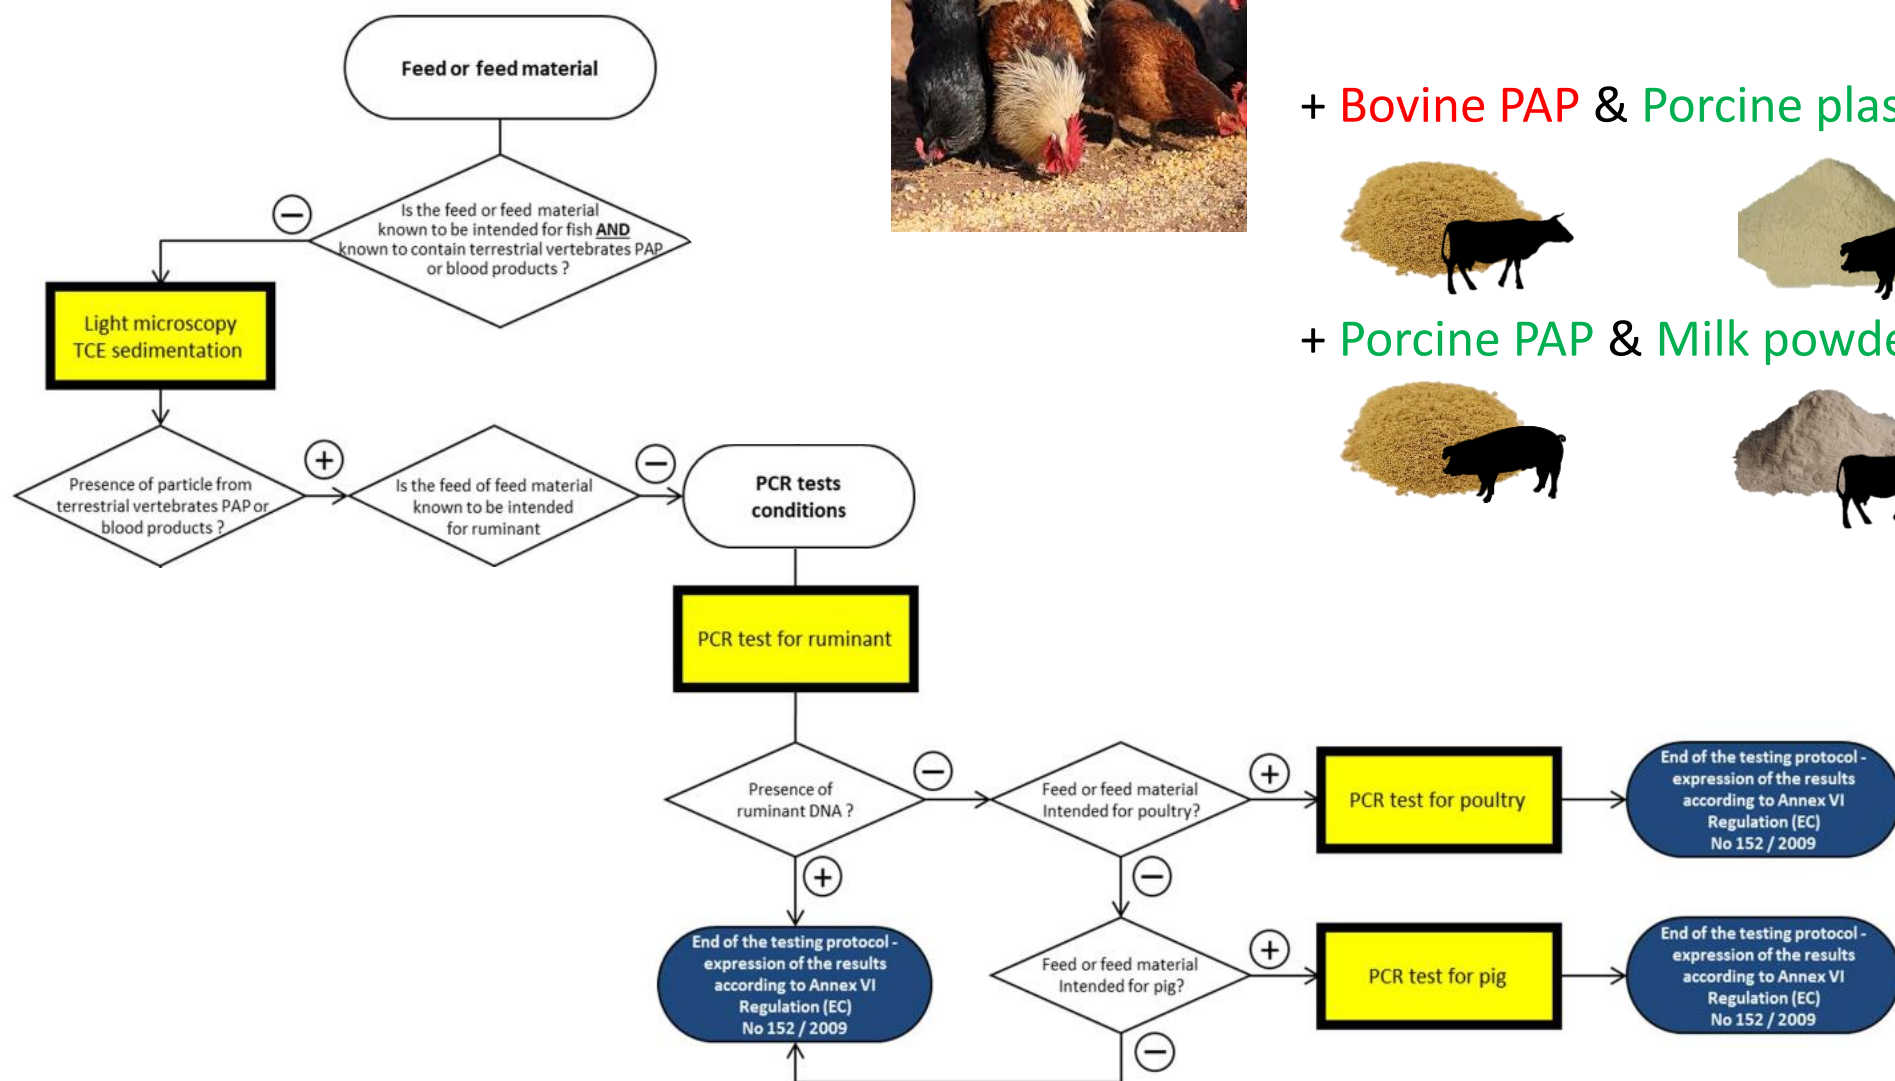 Feed or feed material
Is the feed or feed material
known to be intended for fish AND
known to contain terrestrial vertebrates PAP
or blood products ?
−
Light microscopy
TCE sedimentation
Presence of particle from
terrestrial vertebrates PAP or
blood products ?
+
Is the feed of feed material
known to be intended
for ruminant
−
PCR tests
conditions
PCR test for ruminant
Presence of
ruminant DNA ?
−
Feed or feed material
Intended for poultry?
+
PCR test for poultry
End of the testing protocol -
expression of the results
according to Annex VI
Regulation (EC)
No 152 / 2009
+
−
End of the testing protocol -
expression of the results
according to Annex VI
Regulation (EC)
No 152 / 2009
Feed or feed material
Intended for pig?
+
PCR test for pig
End of the testing protocol -
expression of the results
according to Annex VI
Regulation (EC)
No 152 / 2009
−
+ Bovine PAP & Porcine plas
+ Porcine PAP & Milk powde